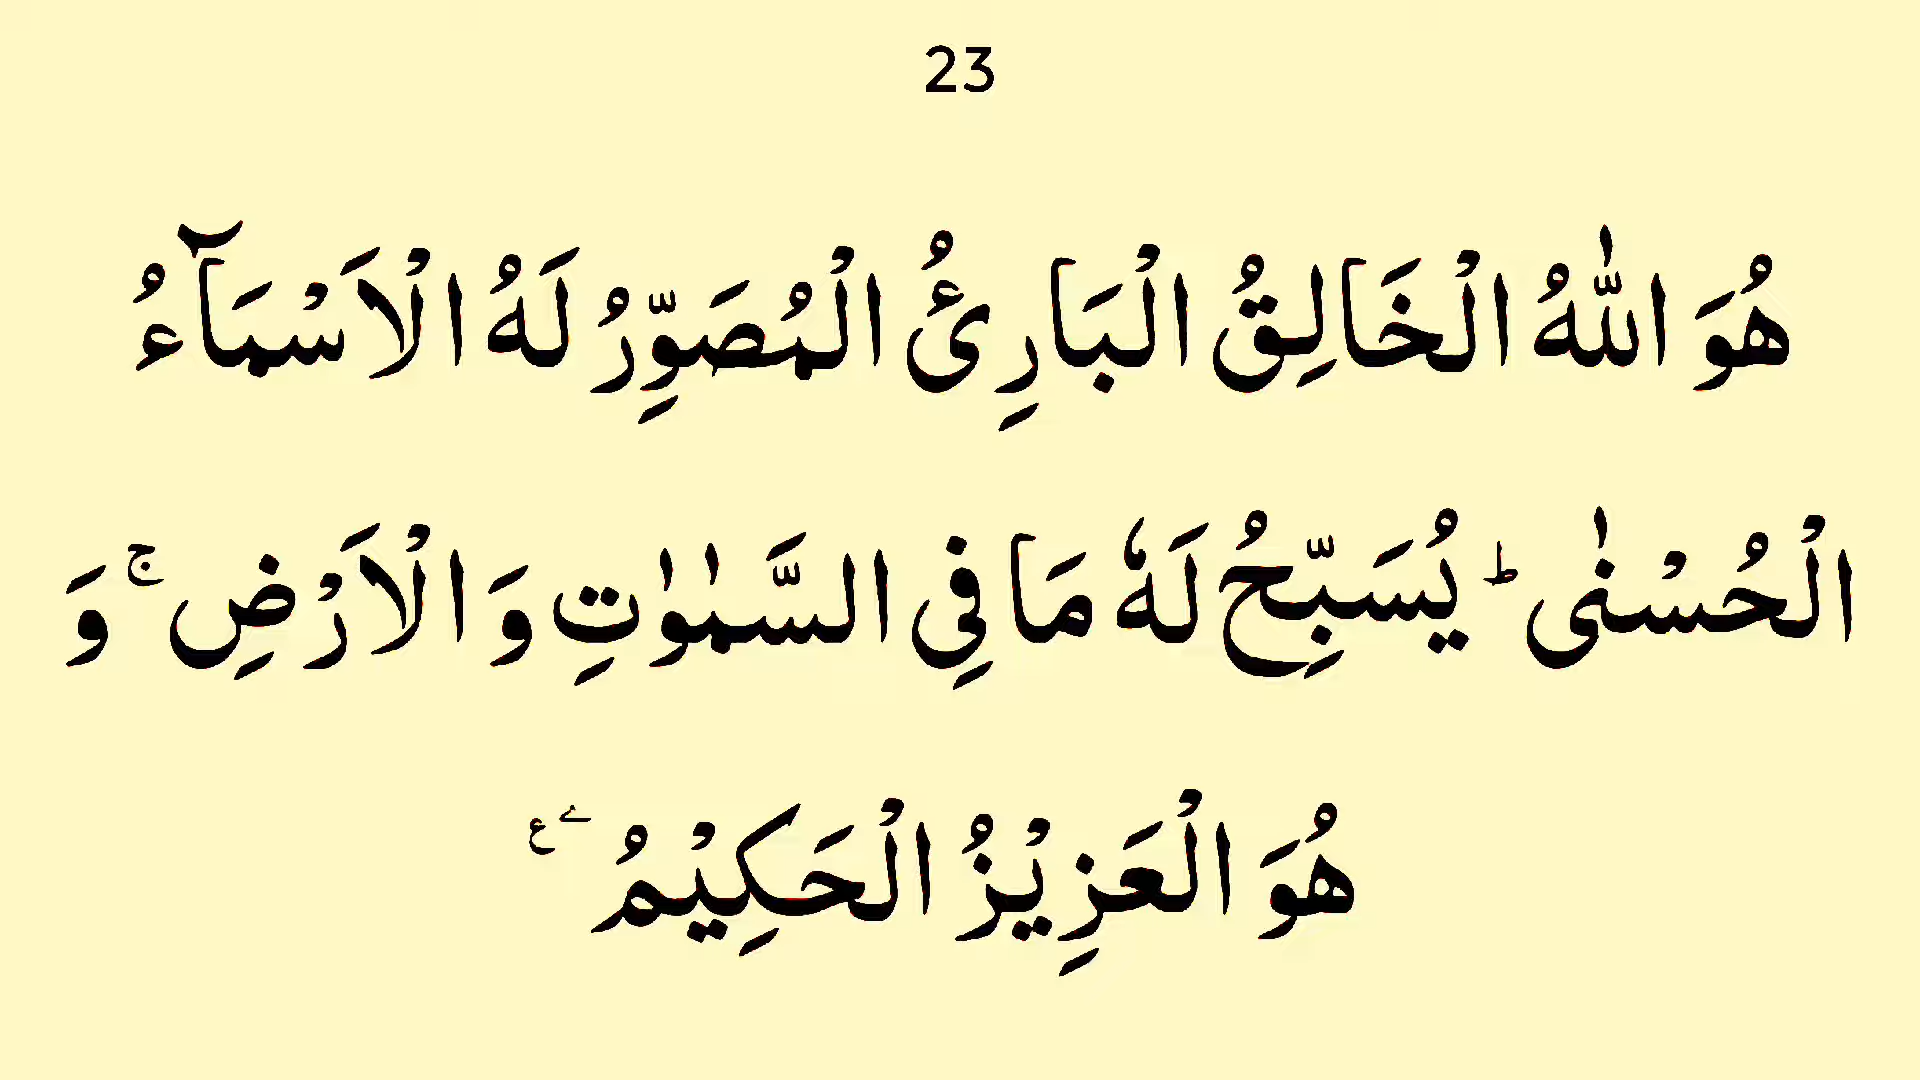 23
هُوَ اللّٰهُ الْخَالِقُ الْبَارِئُ الْمُصَوِّرُ لَهُ الْاَسْمَآءُ
الْحُسْنٰی ؕ یُسَبِّحُ لَهٗ مَا فِی السَّمٰوٰتِ وَ الْاَرْضِ ۚ وَ
هُوَ الْعَزِیْزُ الْحَكِیْمُ ۧ